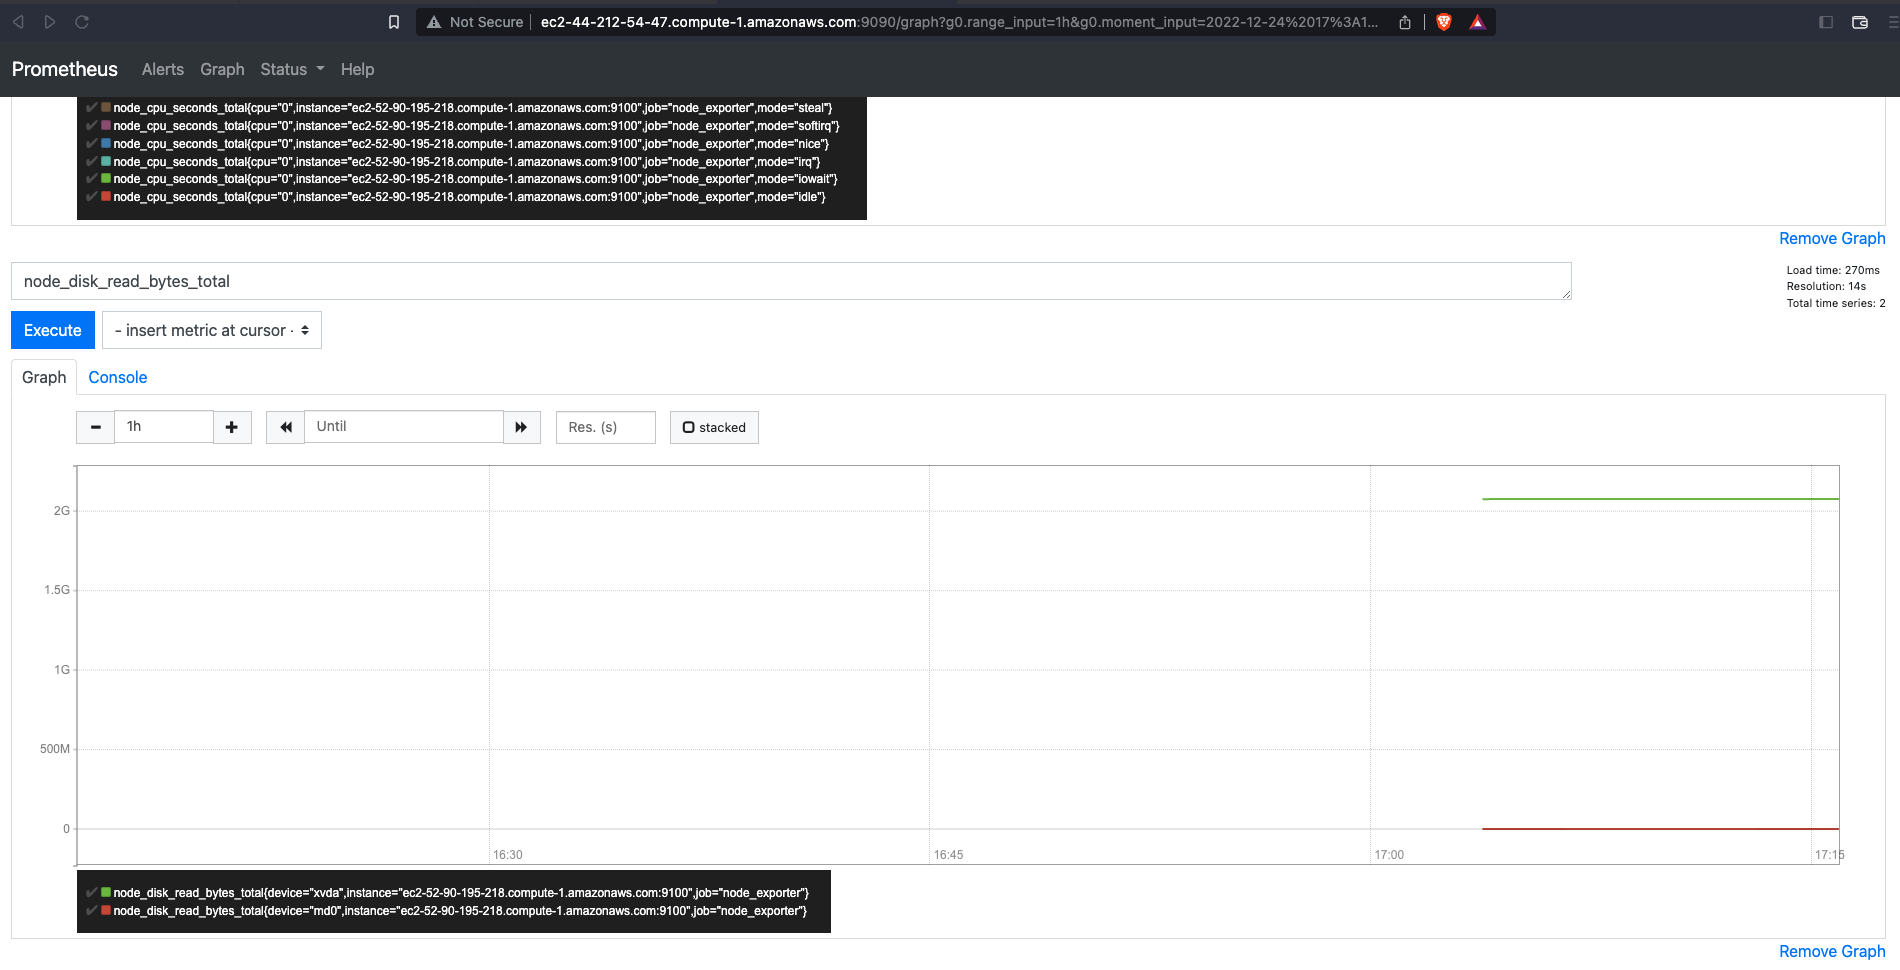 Not Secure ec2-44-212-54-47.compute-1.amazonaws.com:9090/graph?g0.range_input=1h&g0.moment_input=2022-12-24%2017%3A1...
Prometheus Alerts Graph Status Help
node_cpu_seconds_total{cpu="0",instance="ec2-52-90-195-218.compute-1.amazonaws.com:9100",job="node_exporter",mode="steal"}
node_cpu_seconds_total{cpu="0",instance="ec2-52-90-195-218.compute-1.amazonaws.com:9100",job="node_exporter",mode="softirq"}
node_cpu_seconds_total{cpu="0",instance="ec2-52-90-195-218.compute-1.amazonaws.com:9100",job="node_exporter",mode="nice"}
node_cpu_seconds_total{cpu="0",instance="ec2-52-90-195-218.compute-1.amazonaws.com:9100",job="node_exporter",mode="irq"}
node_cpu_seconds_total{cpu="0",instance="ec2-52-90-195-218.compute-1.amazonaws.com:9100",job="node_exporter",mode="iowait"}
node_cpu_seconds_total{cpu="0",instance="ec2-52-90-195-218.compute-1.amazonaws.com:9100",job="node_exporter",mode="idle"}
Remove Graph
node_disk_read_bytes_total
Load time: 270ms
Resolution: 14s
Total time series: 2
Execute - insert metric at cursor -
Graph Console
1h Until Res. (s) stacked
2G
1.5G
1G
500M
0
16:30 16:45 17:00 17:15
node_disk_read_bytes_total{device="xvda",instance="ec2-52-90-195-218.compute-1.amazonaws.com:9100",job="node_exporter"}
node_disk_read_bytes_total{device="md0",instance="ec2-52-90-195-218.compute-1.amazonaws.com:9100",job="node_exporter"}
Remove Graph